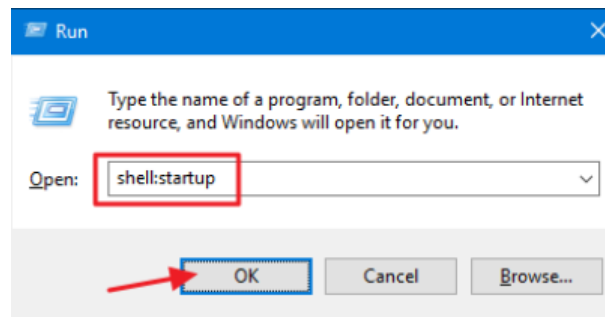 Run
Type the name of a program, folder, document, or Internet
resource, and Windows will open it for you.
Open: shell:startup
OK Cancel Browse...